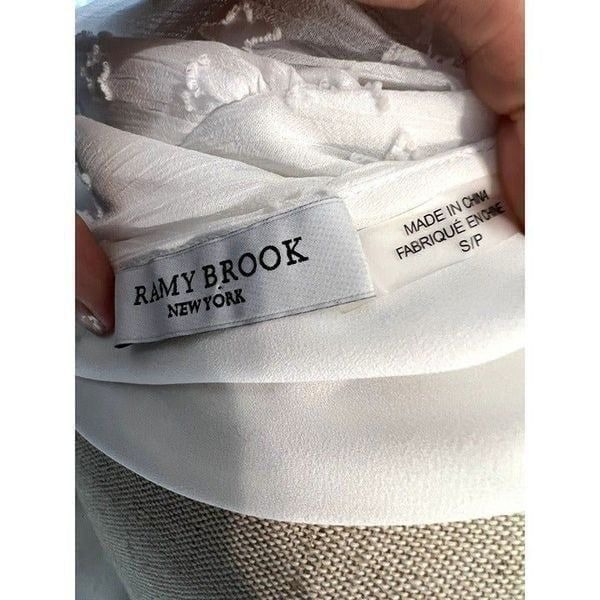 RAMY BROOK
NEW YORK
MADE IN CHINA
FABRIQUÉ EN CHINE
S/P